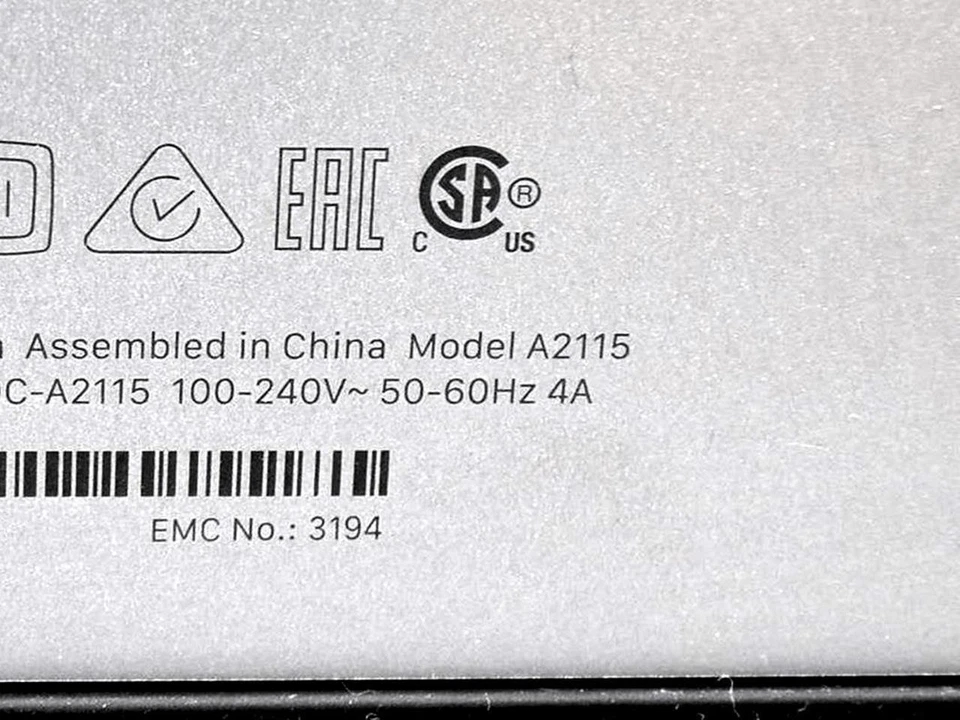 EAC
SA ®
C US
Assembled in China Model A2115
C-A2115 100-240V~ 50-60Hz 4A
EMC No.: 3194